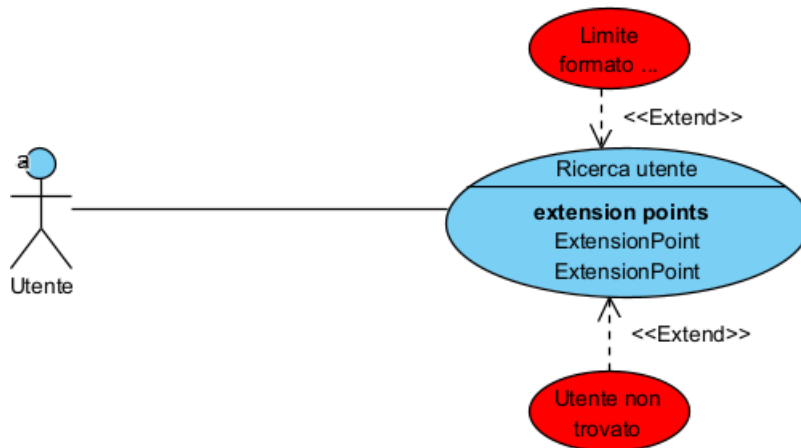 Limite
formato ...
<<Extend>>
a
Ricerca utente
extension points
ExtensionPoint
ExtensionPoint
Utente
<<Extend>>
Utente non
trovato